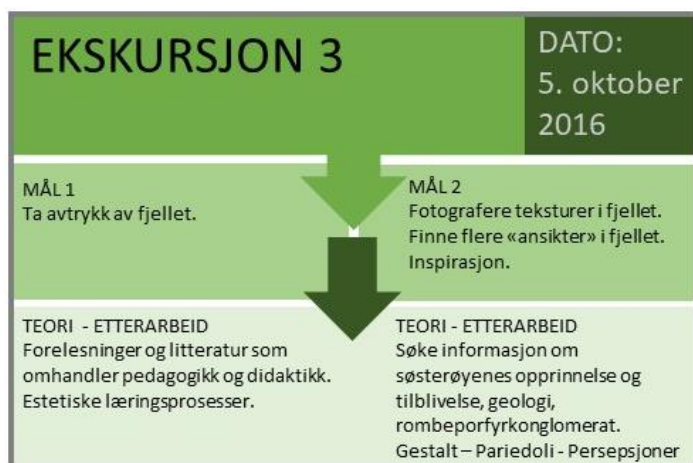 EKSKURSJON 3
DATO:
5. oktober
2016
MÅL 1
Ta avtrykk av fjellet.
MÅL 2
Fotografere teksturer i fjellet.
Finne flere «ansikter» i fjellet.
Inspirasjon.
TEORI - ETTERARBEID
Forelesninger og litteratur som
omhandler pedagogikk og didaktikk.
Estetiske læringsprosesser.
TEORI - ETTERARBEID
Søke informasjon om
søsterøyenes opprinnelse og
tilblivelse, geologi,
rombeporfyrkonglomerat.
Gestalt – Pariedoli - Persepsjoner